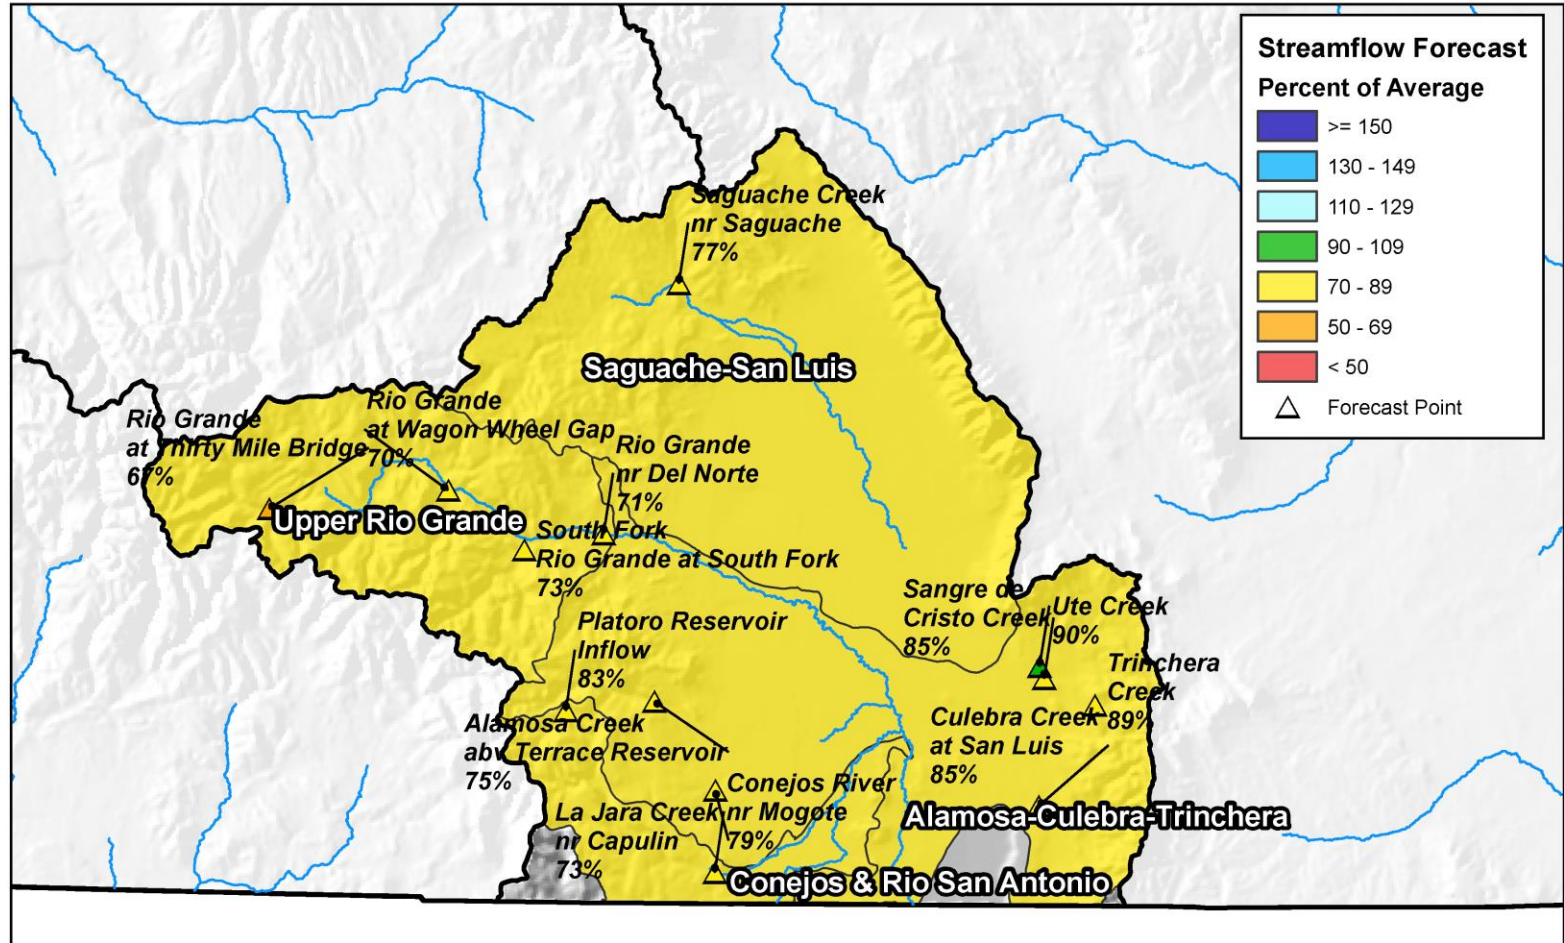 Streamflow Forecast
Percent of Average
>= 150
130 - 149
110 - 129
90 - 109
70 - 89
50 - 69
< 50
Forecast Point
Saguache Creek
nr Saguache
77%
Saguache-San Luis
Rio Grande
at Thirty Mile Bridge
67%
Rio Grande
at Wagon Wheel Gap
70%
Rio Grande
nr Del Norte
71%
Upper Rio Grande
South Fork
Rio Grande at South Fork
73%
Sangre de
Cristo Creek
85%
Ute Creek
90%
Platoro Reservoir
Inflow
83%
Trinchera
Creek
89%
Alamosa Creek
abv Terrace Reservoir
75%
Culebra Creek
at San Luis
85%
Conejos River
nr Mogote
79%
La Jara Creek
nr Capulin
73%
Alamosa-Culebra-Trinchera
Conejos & Rio San Antonio